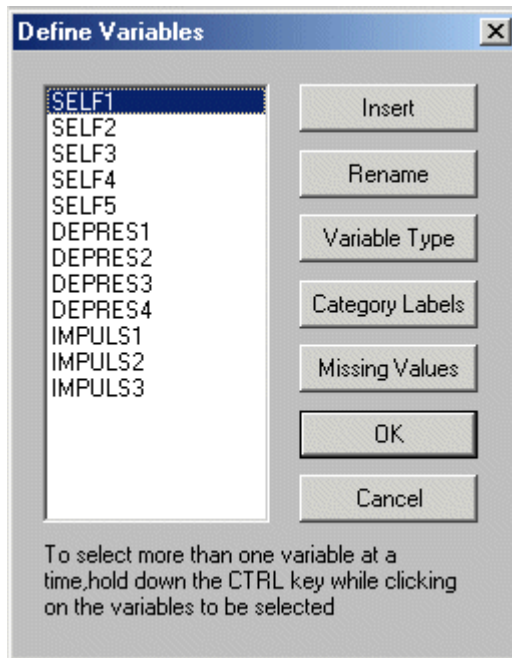 Define Variables
SELF1
SELF2
SELF3
SELF4
SELF5
DEPRES1
DEPRES2
DEPRES3
DEPRES4
IMPULS1
IMPULS2
IMPULS3
Insert
Rename
Variable Type
Category Labels
Missing Values
OK
Cancel
To select more than one variable at a
time,hold down the CTRL key while clicking
on the variables to be selected